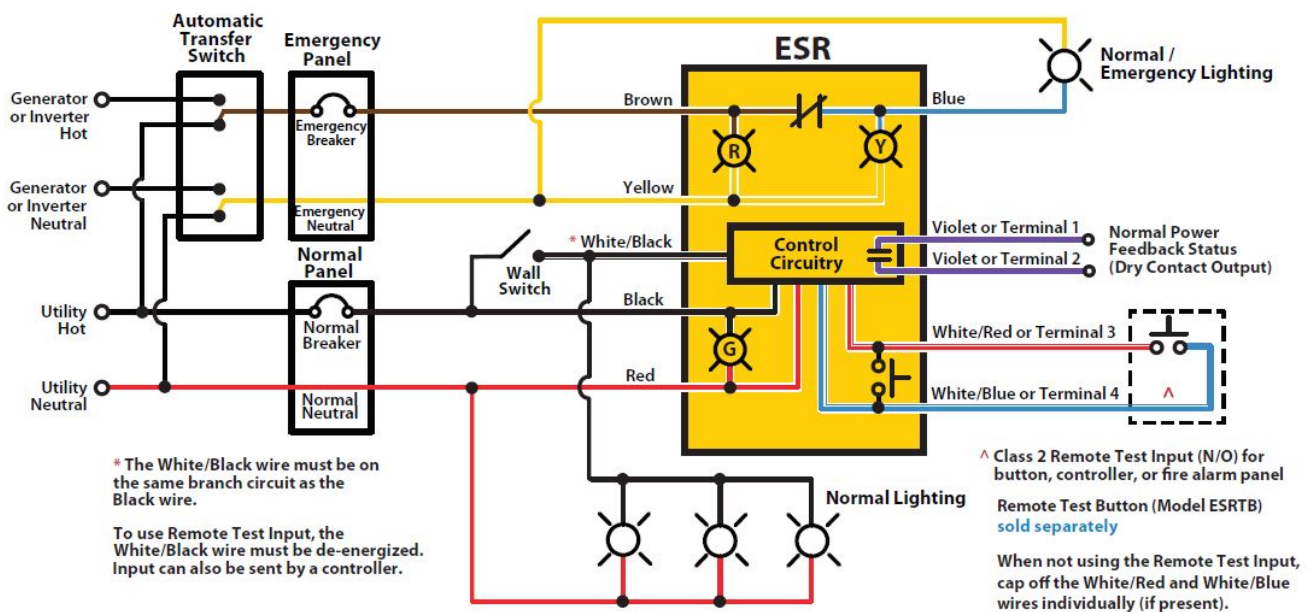 Automatic
Transfer
Switch
Emergency
Panel
ESR
Normal /
Emergency Lighting
Generator
or Inverter
Hot
Emergency
Breaker
Brown
Blue
R
Y
Generator
or Inverter
Neutral
Emergency
Neutral
Yellow
Normal
Panel
Wall
Switch
* White/Black
Control
Circuitry
Violet or Terminal 1
Violet or Terminal 2
Normal Power
Feedback Status
(Dry Contact Output)
Utility
Hot
Normal
Breaker
Black
G
White/Red or Terminal 3
Utility
Neutral
Normal
Neutral
Red
White/Blue or Terminal 4
^
* The White/Black wire must be on
the same branch circuit as the
Black wire.
To use Remote Test Input, the
White/Black wire must be de-energized.
Input can also be sent by a controller.
Normal Lighting
^ Class 2 Remote Test Input (N/O) for
button, controller, or fire alarm panel
Remote Test Button (Model ESRTB)
sold separately
When not using the Remote Test Input,
cap off the White/Red and White/Blue
wires individually (if present).